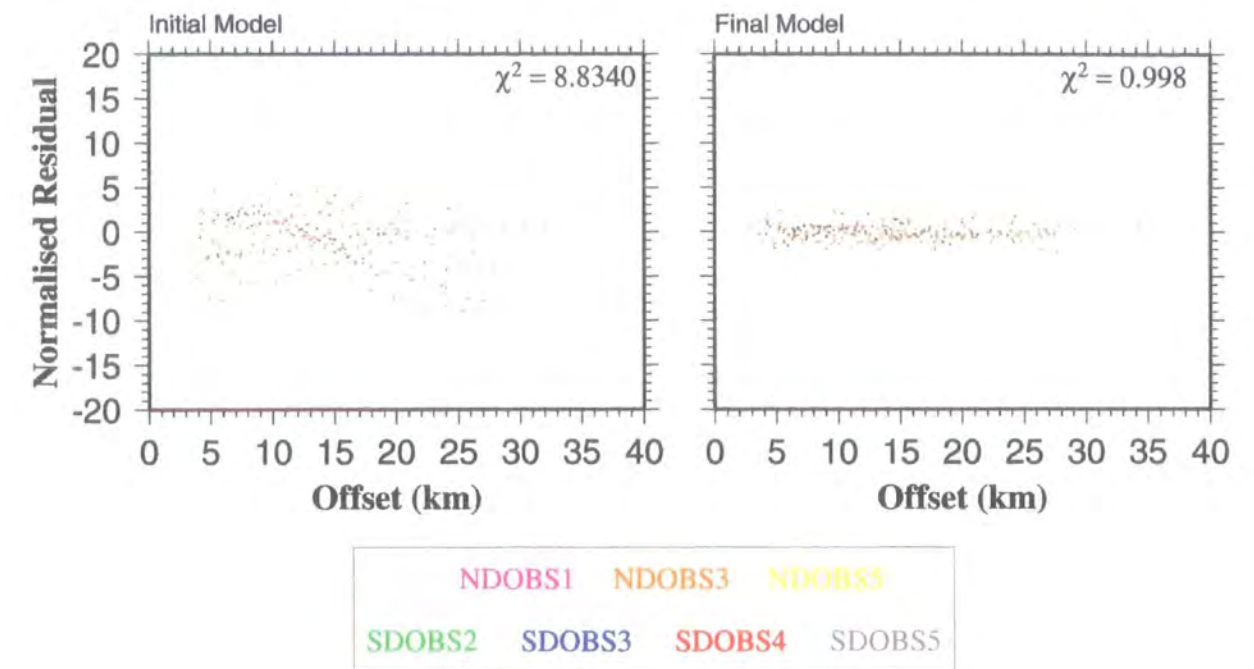 Initial Model
Final Model
χ² = 8.8340
χ² = 0.998
Normalised Residual
20
15
10
5
0
-5
-10
-15
-20
0 5 10 15 20 25 30 35 40
0 5 10 15 20 25 30 35 40
Offset (km)
Offset (km)
NDOBS1 NDOBS3 NDOBS5
SDOBS2 SDOBS3 SDOBS4 SDOBS5